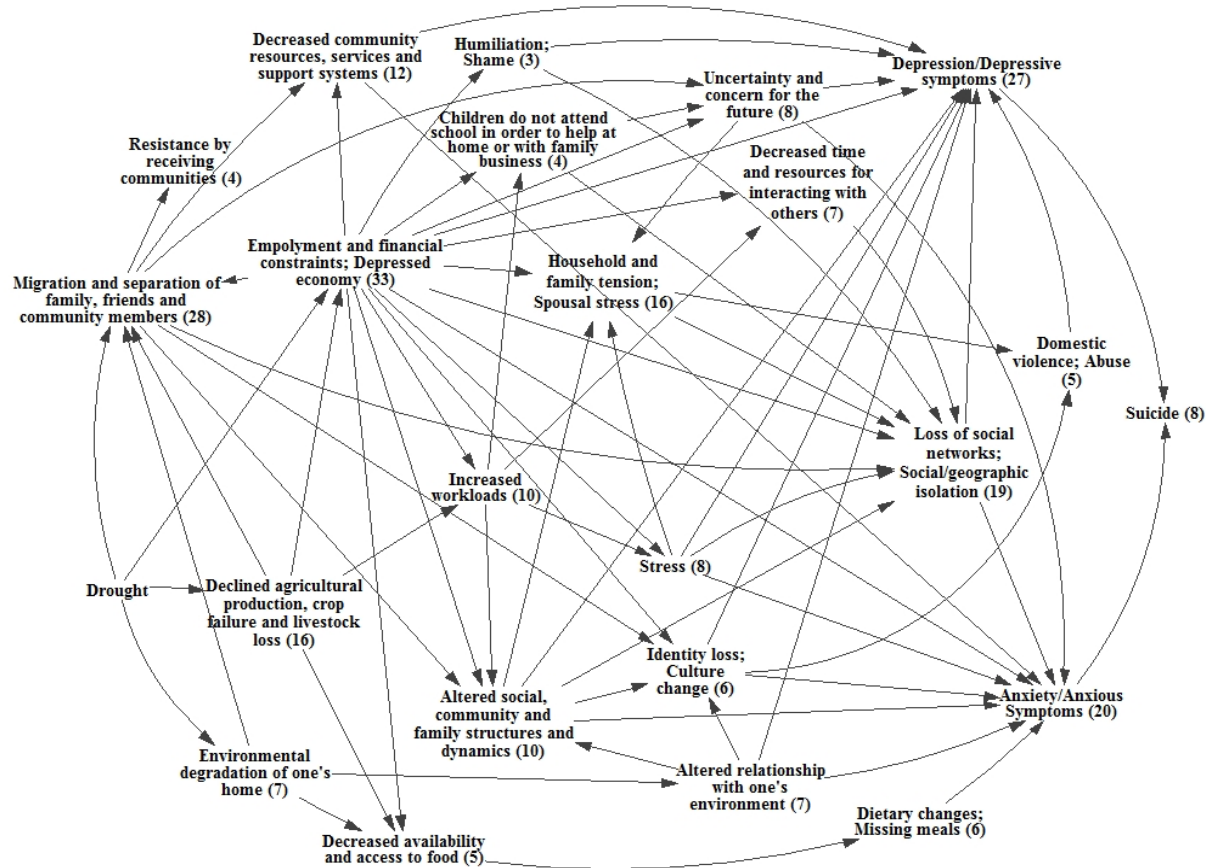 Decreased community
resources, services and
support systems (12)
Humiliation;
Shame (3)
Depression/Depressive
symptoms (27)
Uncertainty and
concern for the
future (8)
Children do not attend
school in order to help at
home or with family
business (4)
Resistance by
receiving
communities (4)
Decreased time
and resources for
interacting with
others (7)
Empolyment and financial
constraints; Depressed
economy (33)
Household and
family tension;
Spousal stress (16)
Migration and separation of
family, friends and
community members (28)
Domestic
violence; Abuse
(5)
Suicide (8)
Loss of social
networks;
Social/geographic
isolation (19)
Increased
workloads (10)
Stress (8)
Drought
Declined agricultural
production, crop
failure and livestock
loss (16)
Identity loss;
Culture
change (6)
Altered social,
community and
family structures and
dynamics (10)
Anxiety/Anxious
Symptoms (20)
Environmental
degradation of one's
home (7)
Altered relationship
with one's
environment (7)
Dietary changes;
Missing meals (6)
Decreased availability
and access to food (5)